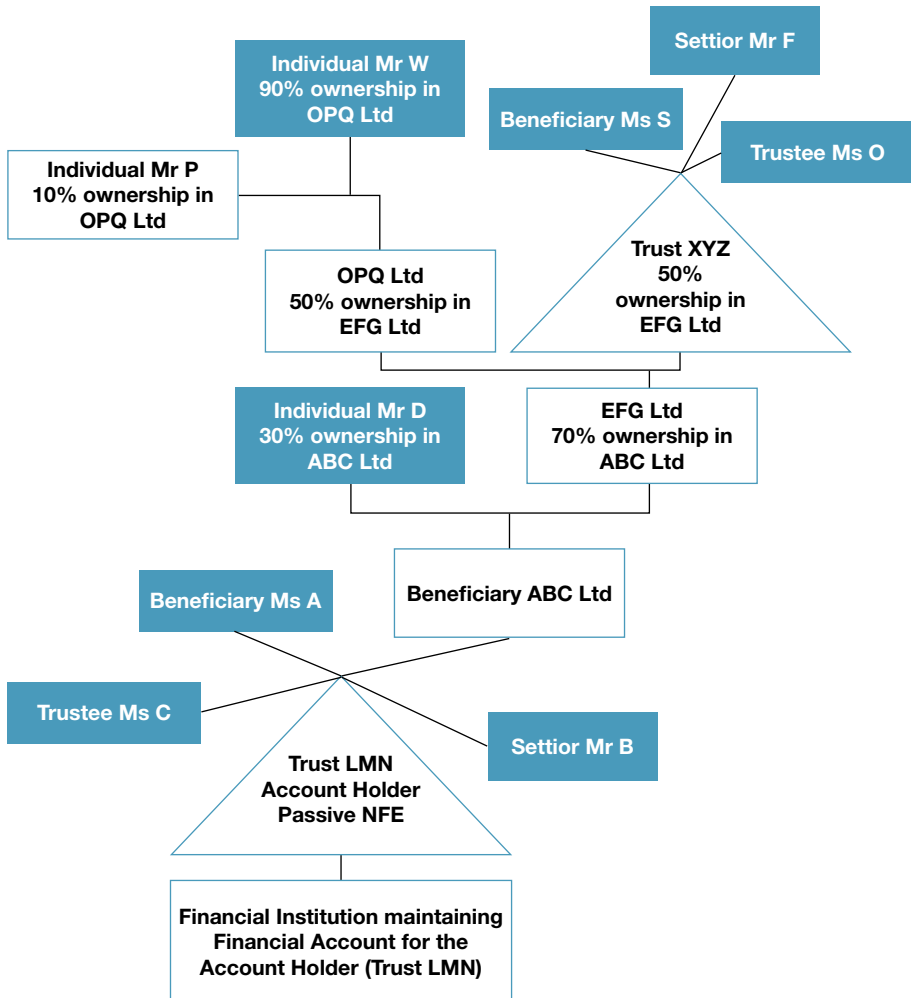 Individual Mr W
90% ownership in
OPQ Ltd
Settior Mr F
Beneficiary Ms S
Trustee Ms O
Individual Mr P
10% ownership in
OPQ Ltd
OPQ Ltd
50% ownership in
EFG Ltd
Trust XYZ
50%
ownership in
EFG Ltd
Individual Mr D
30% ownership in
ABC Ltd
EFG Ltd
70% ownership in
ABC Ltd
Beneficiary ABC Ltd
Beneficiary Ms A
Trustee Ms C
Settior Mr B
Trust LMN
Account Holder
Passive NFE
Financial Institution maintaining
Financial Account for the
Account Holder (Trust LMN)